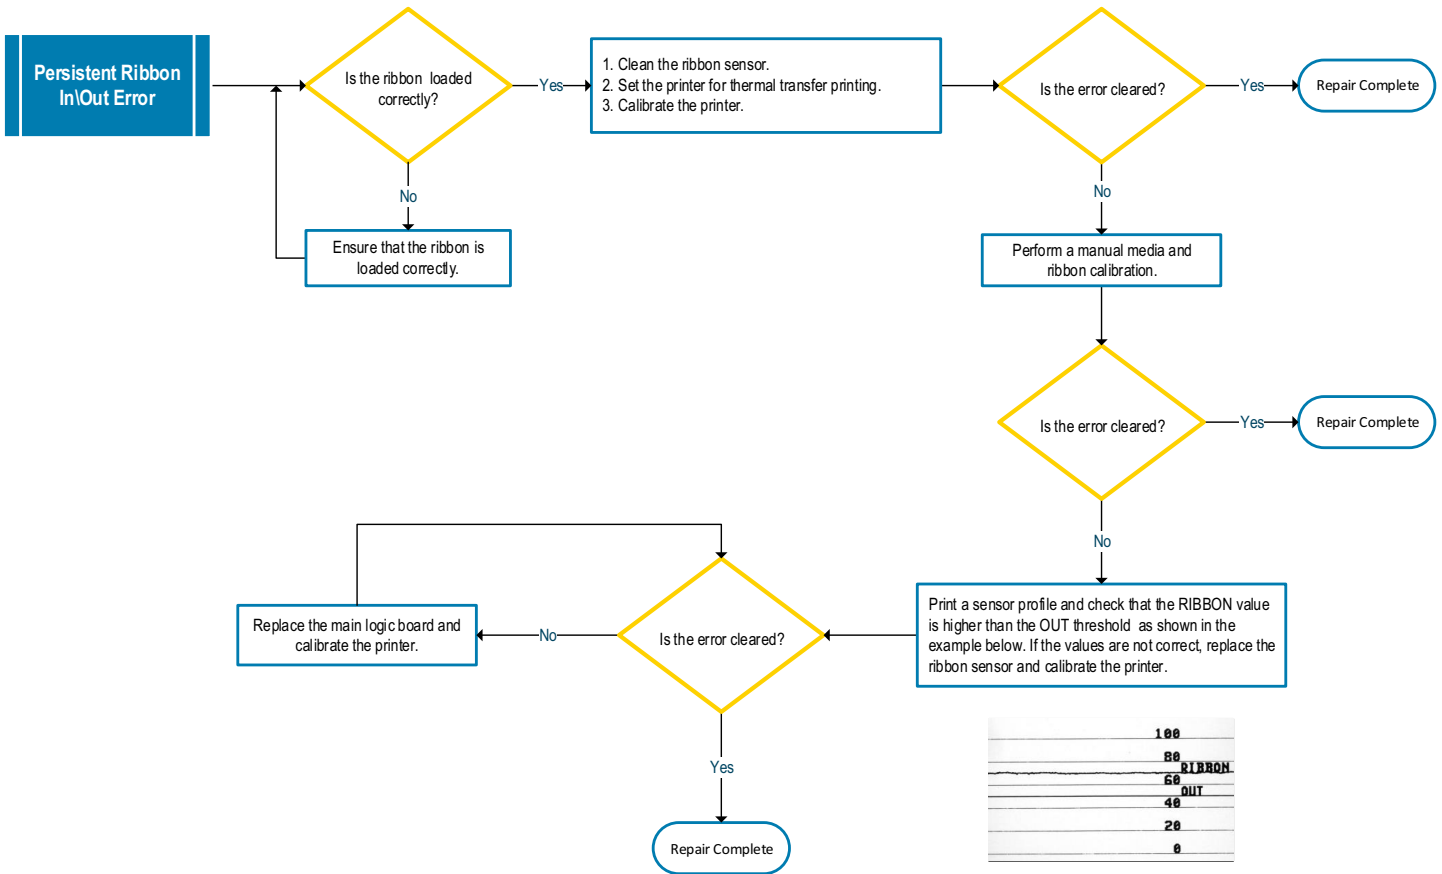 Persistent Ribbon
In\Out Error
Is the ribbon loaded
correctly?
Yes
1. Clean the ribbon sensor.
2. Set the printer for thermal transfer printing.
3. Calibrate the printer.
Is the error cleared?
Yes
Repair Complete
No
Ensure that the ribbon is
loaded correctly.
No
Perform a manual media and
ribbon calibration.
Is the error cleared?
Yes
Repair Complete
No
Print a sensor profile and check that the RIBBON value
is higher than the OUT threshold as shown in the
example below. If the values are not correct, replace the
ribbon sensor and calibrate the printer.
Is the error cleared?
No
Replace the main logic board and
calibrate the printer.
Yes
Repair Complete
100
80
RIBBON
60
OUT
40
20
0